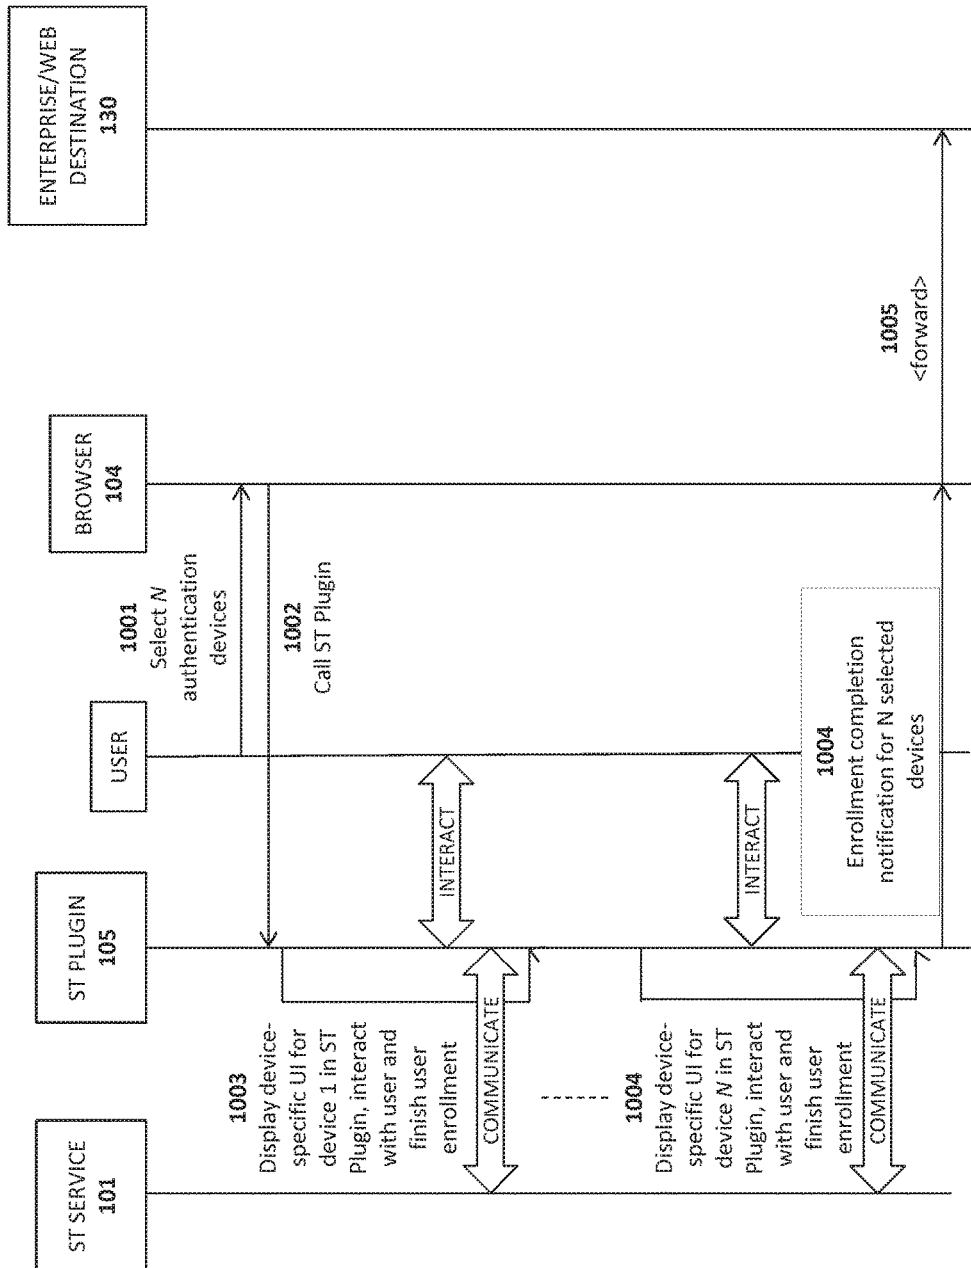 ST SERVICE
101
ST PLUGIN
105
USER
BROWSER
104
ENTERPRISE/WEB
DESTINATION
130
1001
Select N
authentication
devices
1002
Call ST Plugin
1003
Display device-
specific UI for
device 1 in ST
Plugin, interact
with user and
finish user
enrollment
INTERACT
COMMUNICATE
1004
Display device-
specific UI for
device N in ST
Plugin, interact
with user and
finish user
enrollment
INTERACT
COMMUNICATE
1004
Enrollment completion
notification for N selected
devices
1005
<forward>